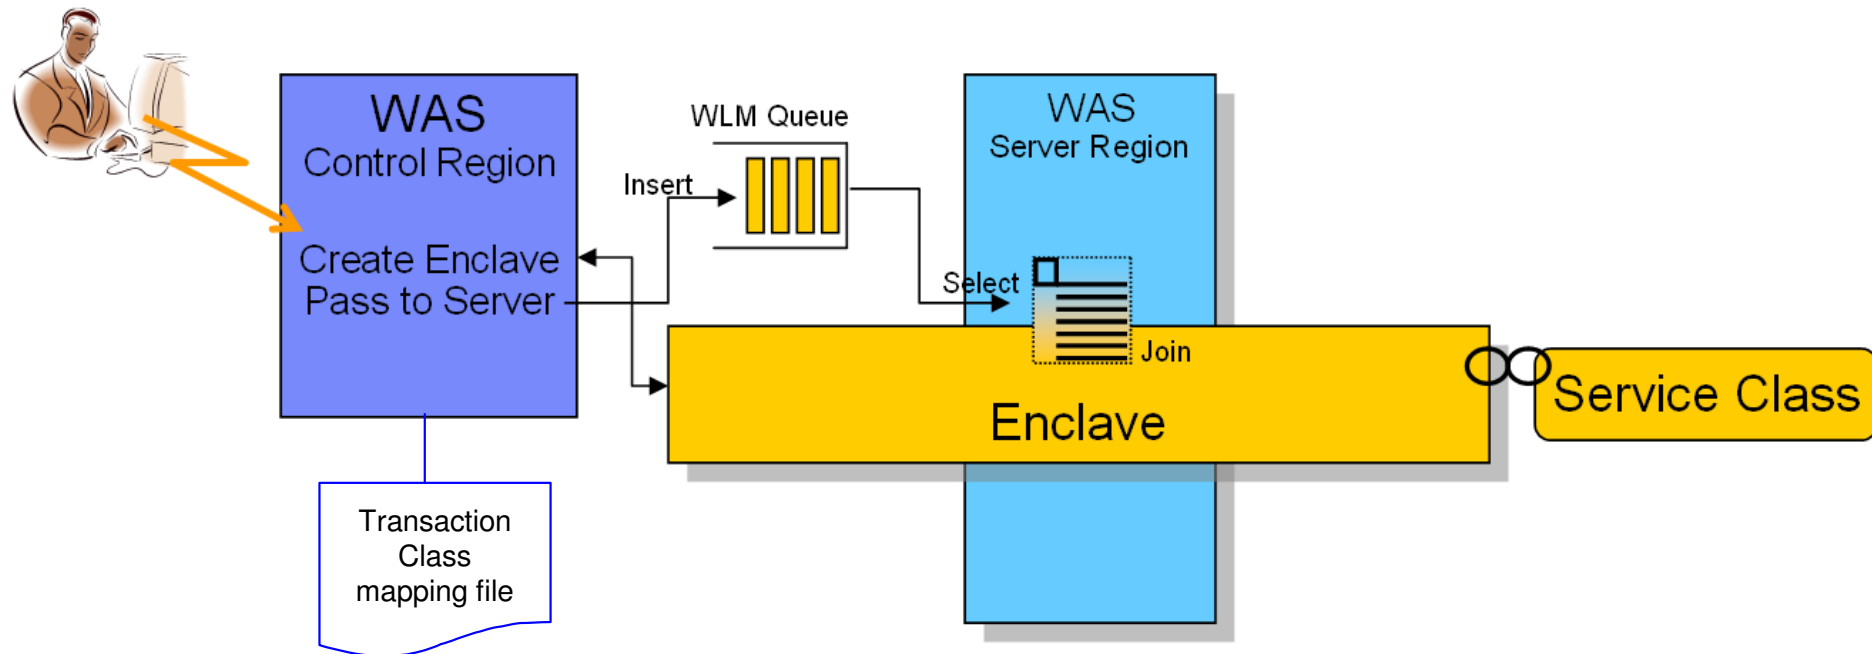 WAS
Control Region
Create Enclave
Pass to Server
Transaction
Class
mapping file
Insert
WLM Queue
WAS
Server Region
Select
Join
Enclave
Service Class